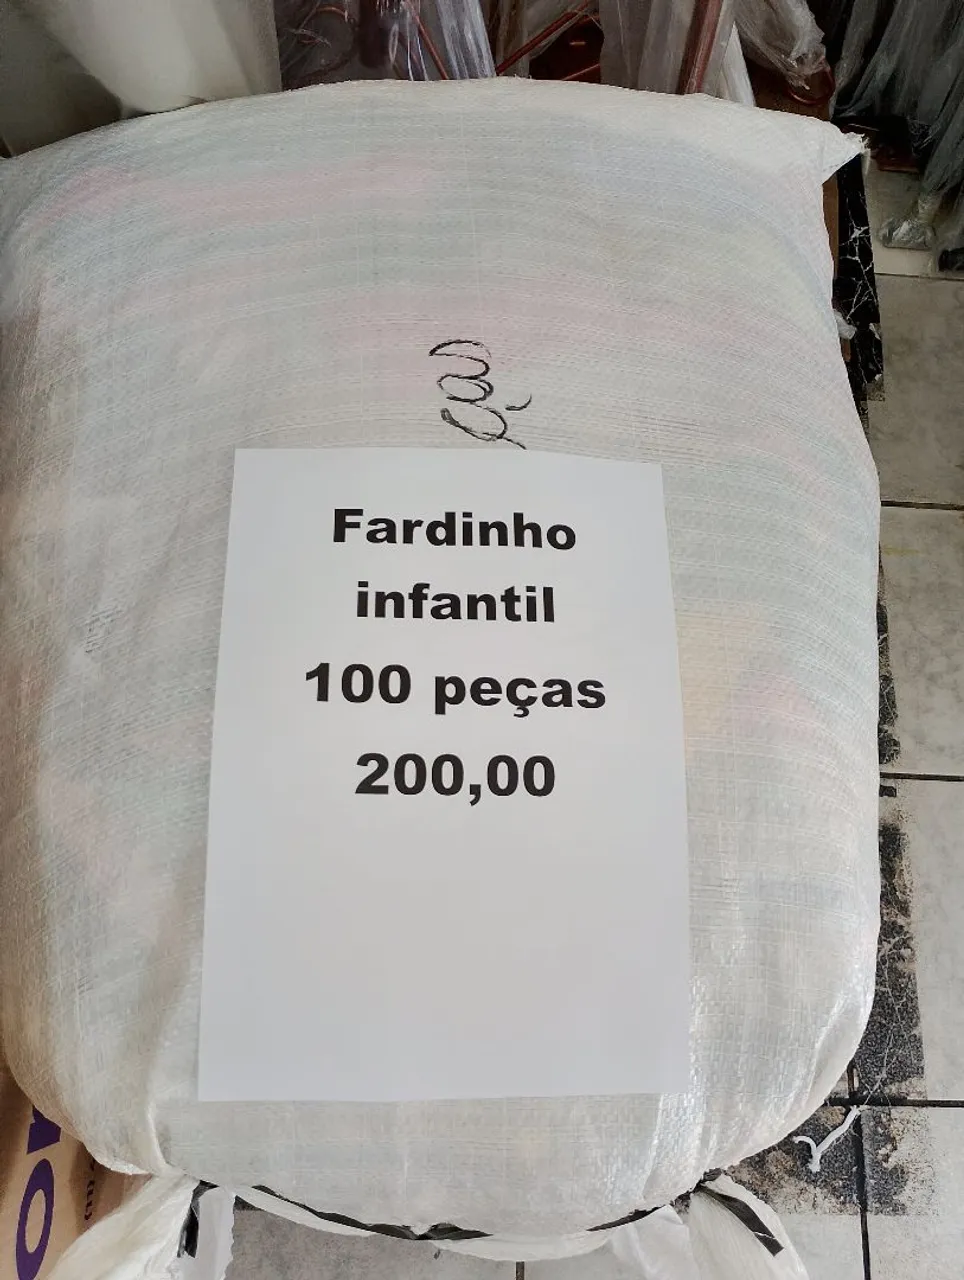 Fardinho
infantil
100 peças
200,00